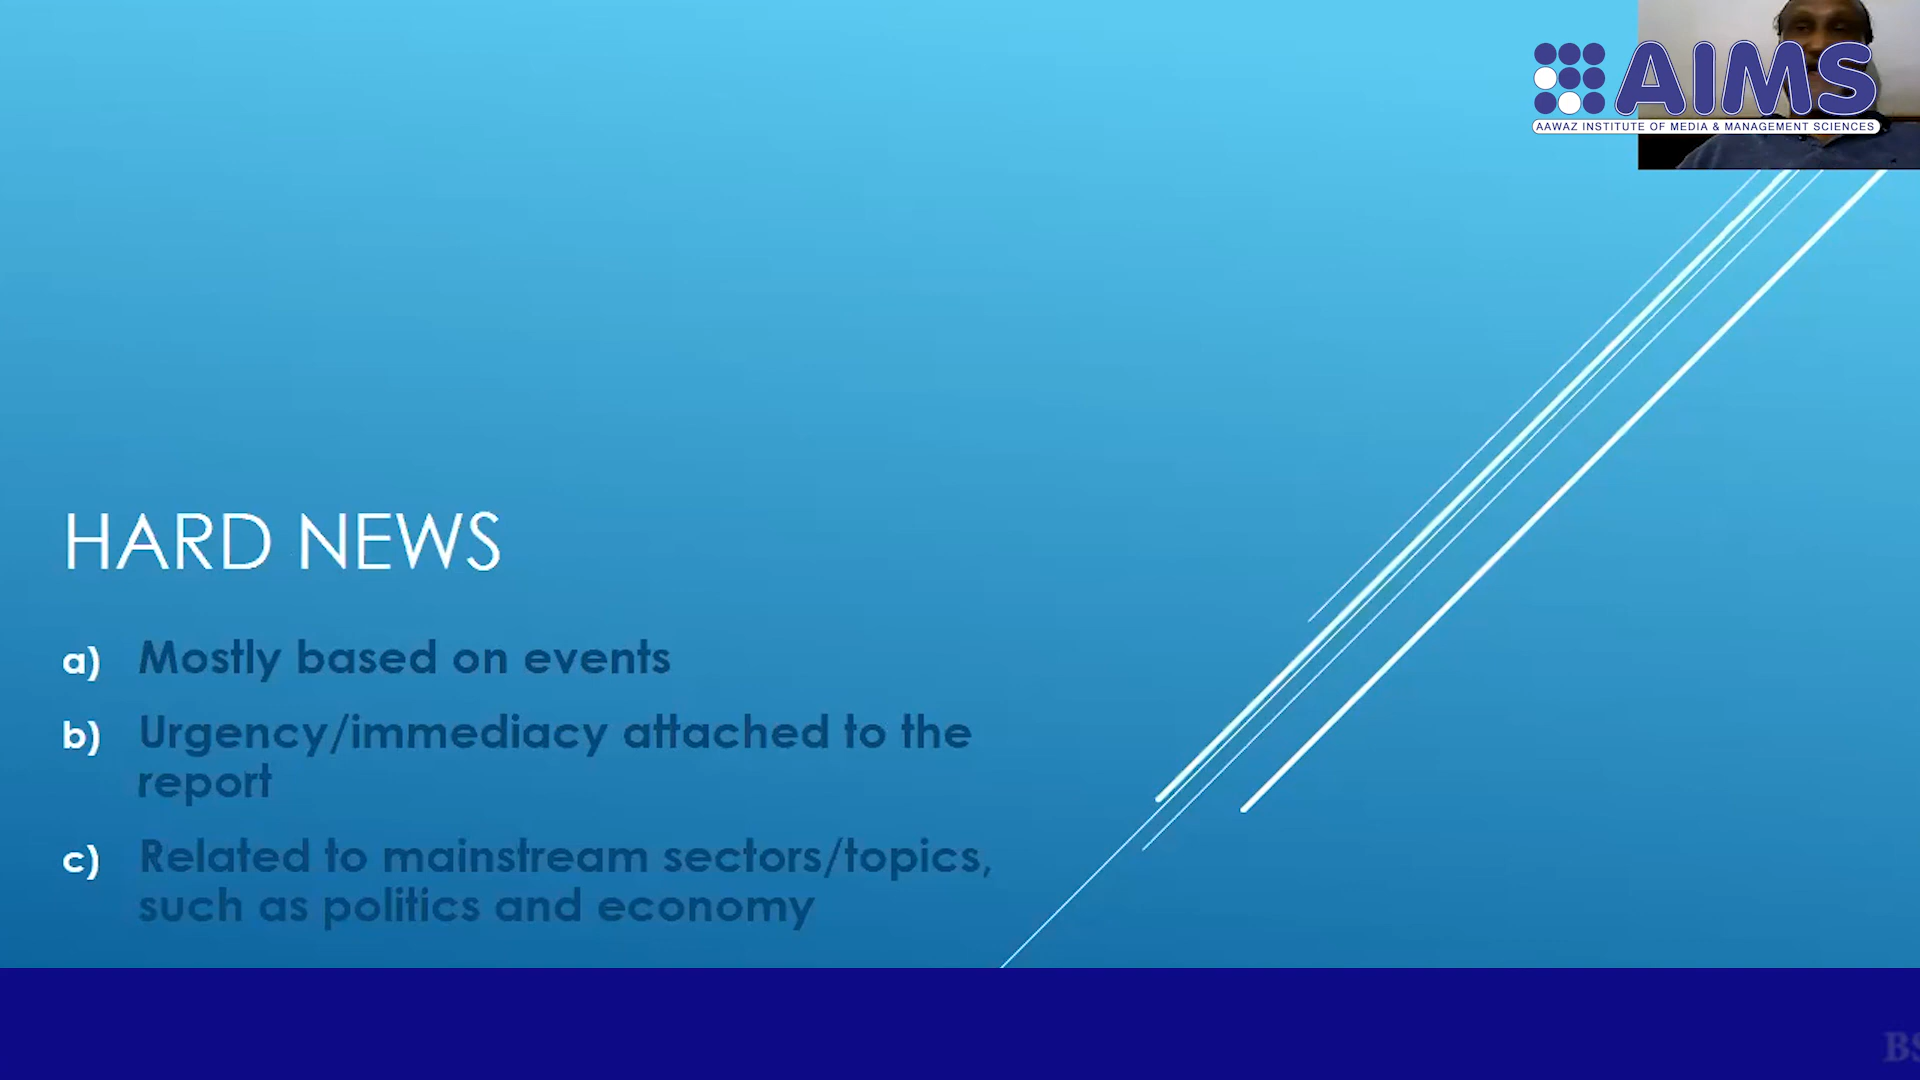 AIMS
AAWAZ INSTITUTE OF MEDIA & MANAGEMENT SCIENCES
HARD NEWS
a) Mostly based on events
b) Urgency/immediacy attached to the
report
c) Related to mainstream sectors/topics,
such as politics and economy